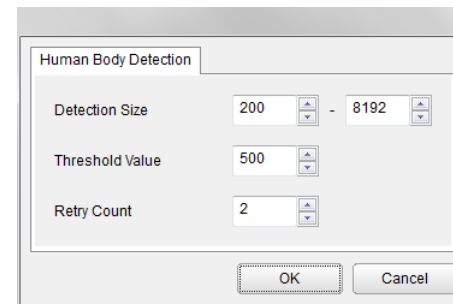 Human Body Detection
Detection Size 200 - 8192
Threshold Value 500
Retry Count 2
OK Cancel